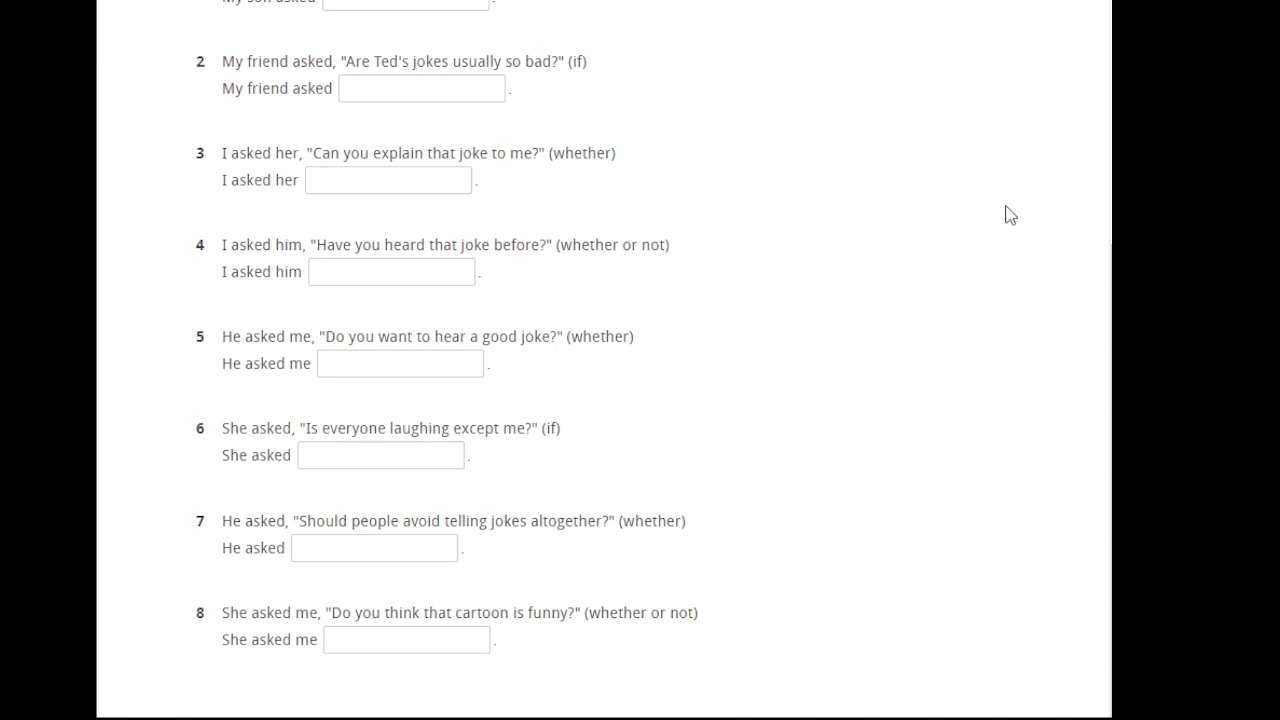 My son asked .
2 My friend asked, "Are Ted's jokes usually so bad?" (if)
My friend asked .
3 I asked her, "Can you explain that joke to me?" (whether)
I asked her .
4 I asked him, "Have you heard that joke before?" (whether or not)
I asked him .
5 He asked me, "Do you want to hear a good joke?" (whether)
He asked me .
6 She asked, "Is everyone laughing except me?" (if)
She asked .
7 He asked, "Should people avoid telling jokes altogether?" (whether)
He asked .
8 She asked me, "Do you think that cartoon is funny?" (whether or not)
She asked me .